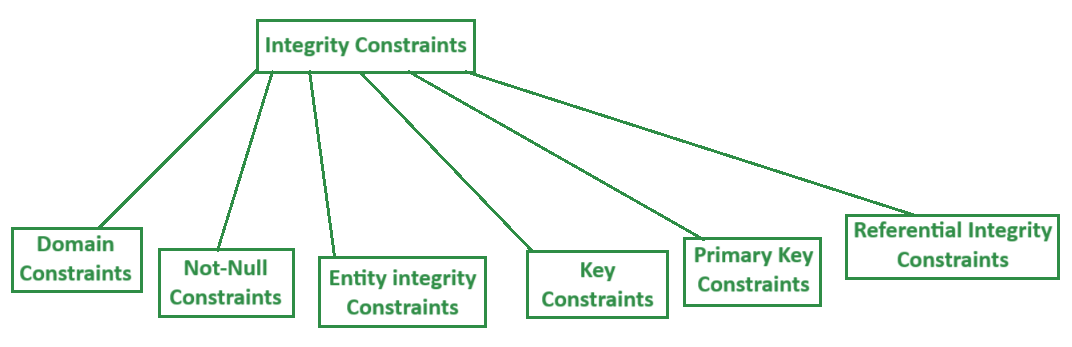 Integrity Constraints
Domain
Constraints
Not-Null
Constraints
Entity integrity
Constraints
Key
Constraints
Primary Key
Constraints
Referential Integrity
Constraints